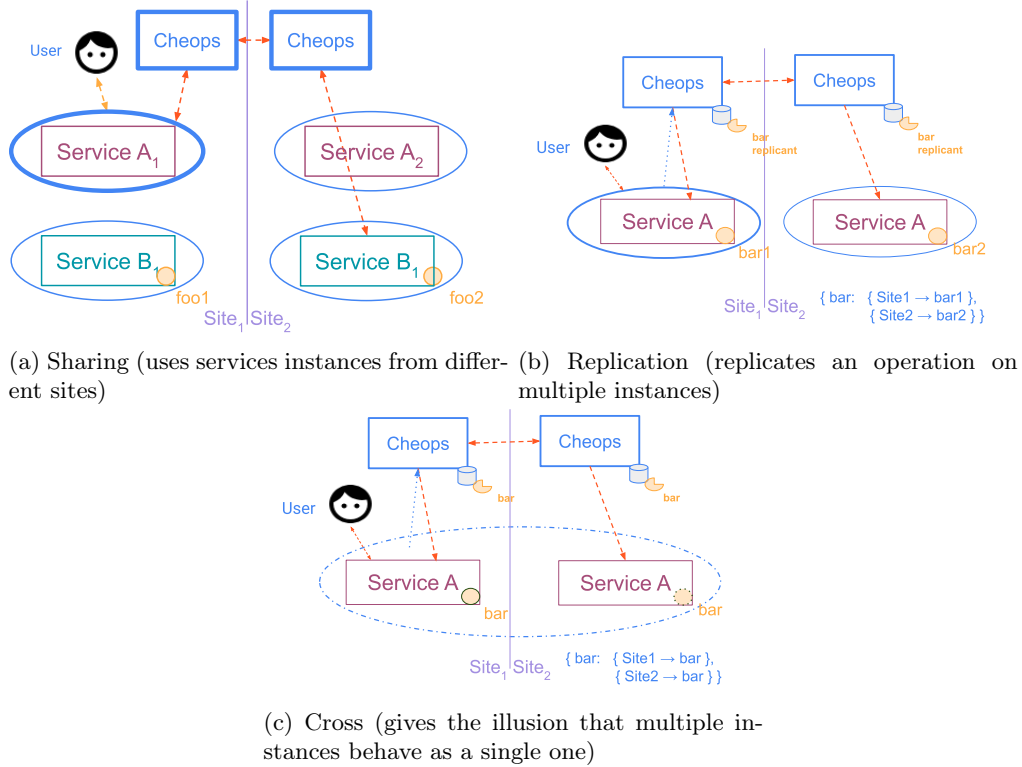 User
Cheops
Cheops
Service A1
Service A2
Service B1
foo1
Service B1
foo2
Site1
Site2
(a) Sharing (uses services instances from differ-
ent sites)
Cheops
Cheops
bar
replicant
bar
replicant
User
Service A
bar1
Service A
bar2
Site1
Site2
{ bar: { Site1 → bar1 },
{ Site2 → bar2 } }
(b) Replication (replicates an operation on
multiple instances)
Cheops
Cheops
bar
bar
User
Service A
bar
Service A
bar
Site1
Site2
{ bar: { Site1 → bar },
{ Site2 → bar } }
(c) Cross (gives the illusion that multiple in-
stances behave as a single one)